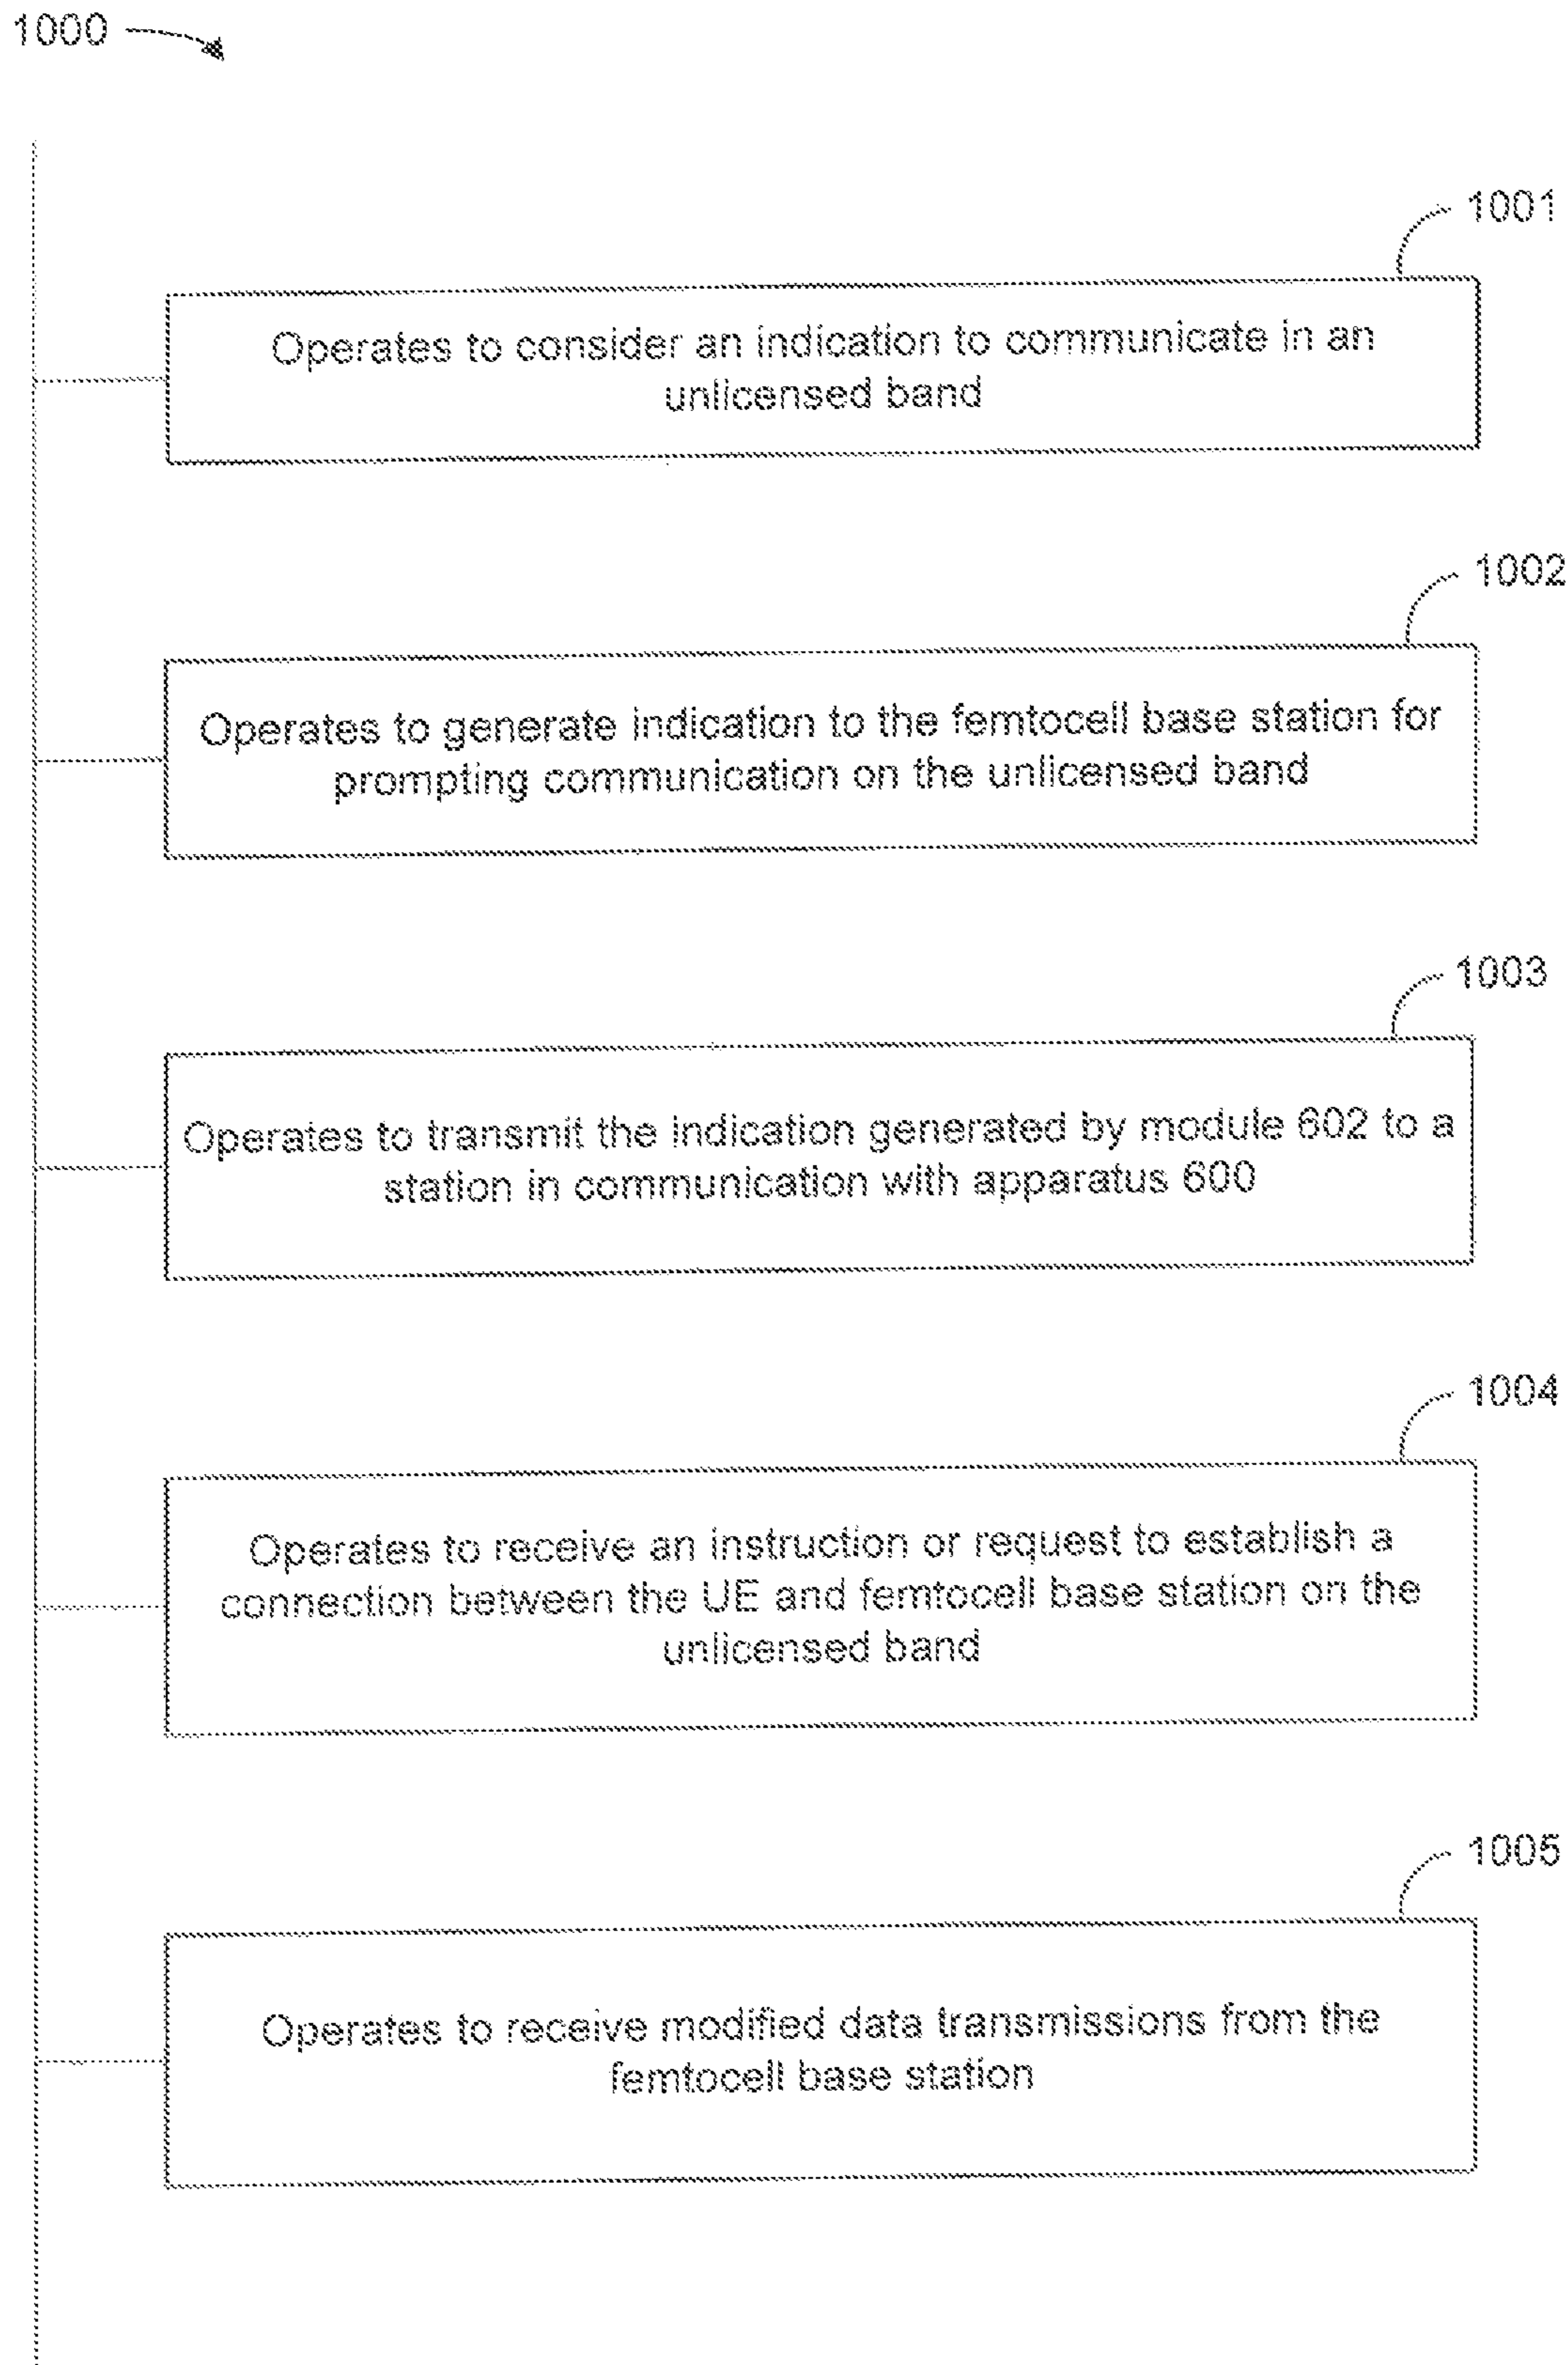 1000
1001
Operates to consider an indication to communicate in an
unlicensed band
1002
Operates to generate indication to the femtocell base station for
prompting communication on the unlicensed band
1003
Operates to transmit the indication generated by module 602 to a
station in communication with apparatus 600
1004
Operates to receive an instruction or request to establish a
connection between the UE and femtocell base station on the
unlicensed band
1005
Operates to receive modified data transmissions from the
femtocell base station